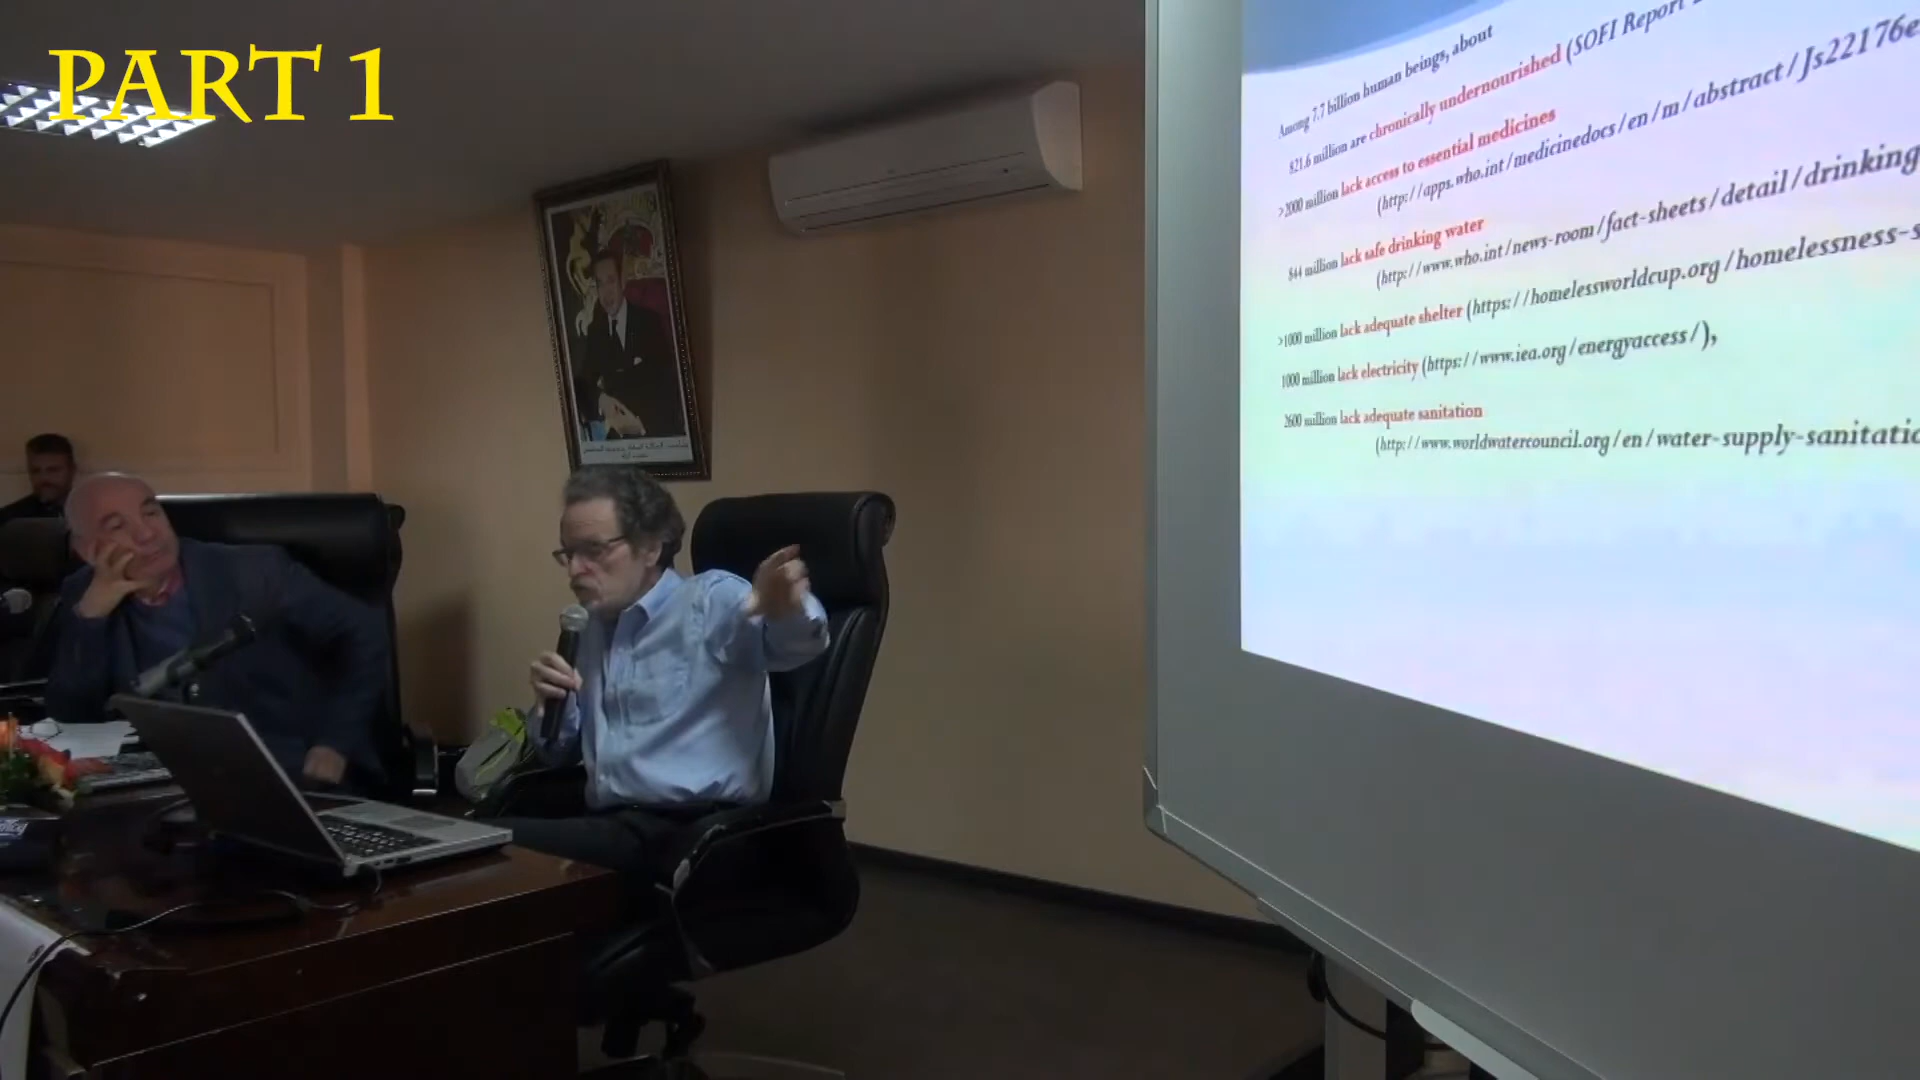 PART 1
Among 7.7 billion human beings, about
821.6 million are chronically undernourished (SOFI Report
>2000 million lack access to essential medicines
(http://apps.who.int/medicinedocs/en/m/abstract/Js22176e
844 million lack safe drinking water
(http://www.who.int/news-room/fact-sheets/detail/drinking
>1000 million lack adequate shelter (https://homelessworldcup.org/homelessness-s
1000 million lack electricity (https://www.iea.org/energyaccess/),
2600 million lack adequate sanitation
(http://www.worldwatercouncil.org/en/water-supply-sanitatio